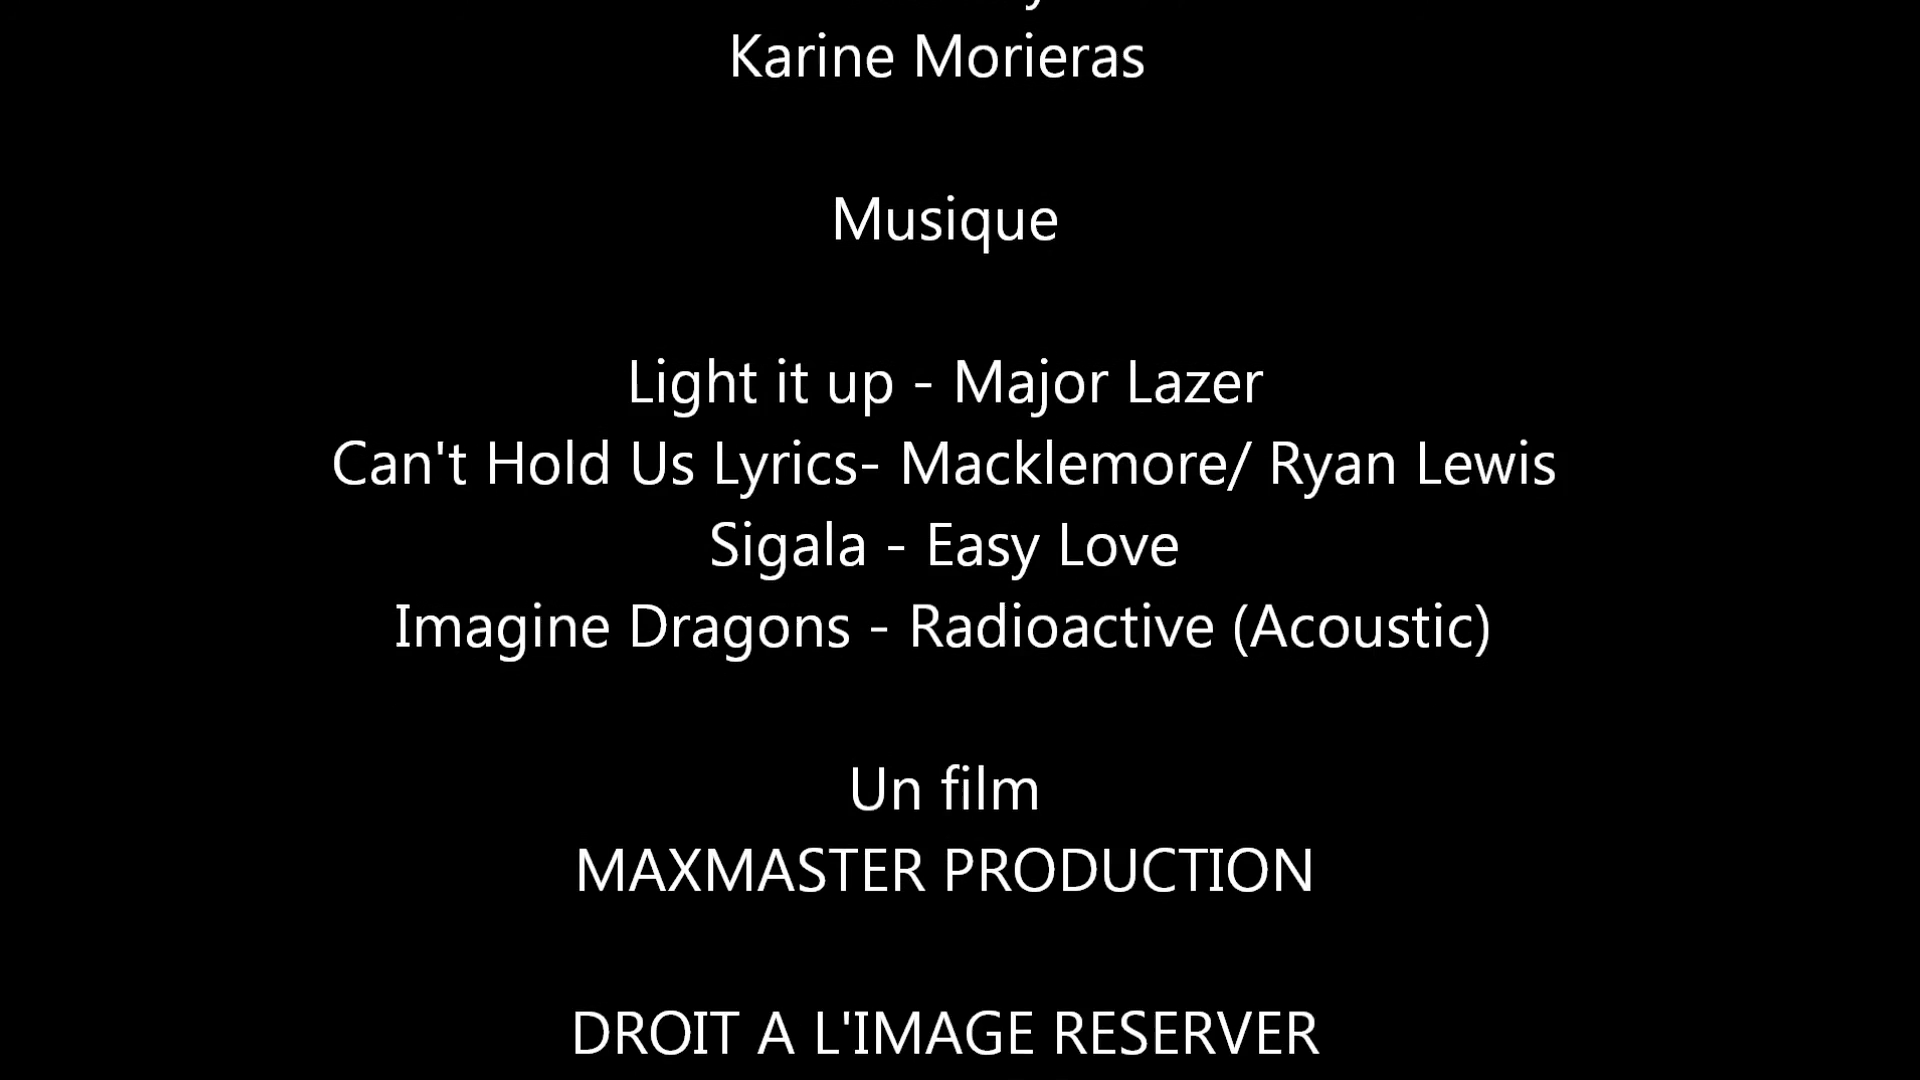 Karine Morieras
Musique
Light it up - Major Lazer
Can't Hold Us Lyrics- Macklemore/ Ryan Lewis
Sigala - Easy Love
Imagine Dragons - Radioactive (Acoustic)
Un film
MAXMASTER PRODUCTION
DROIT A L'IMAGE RESERVER